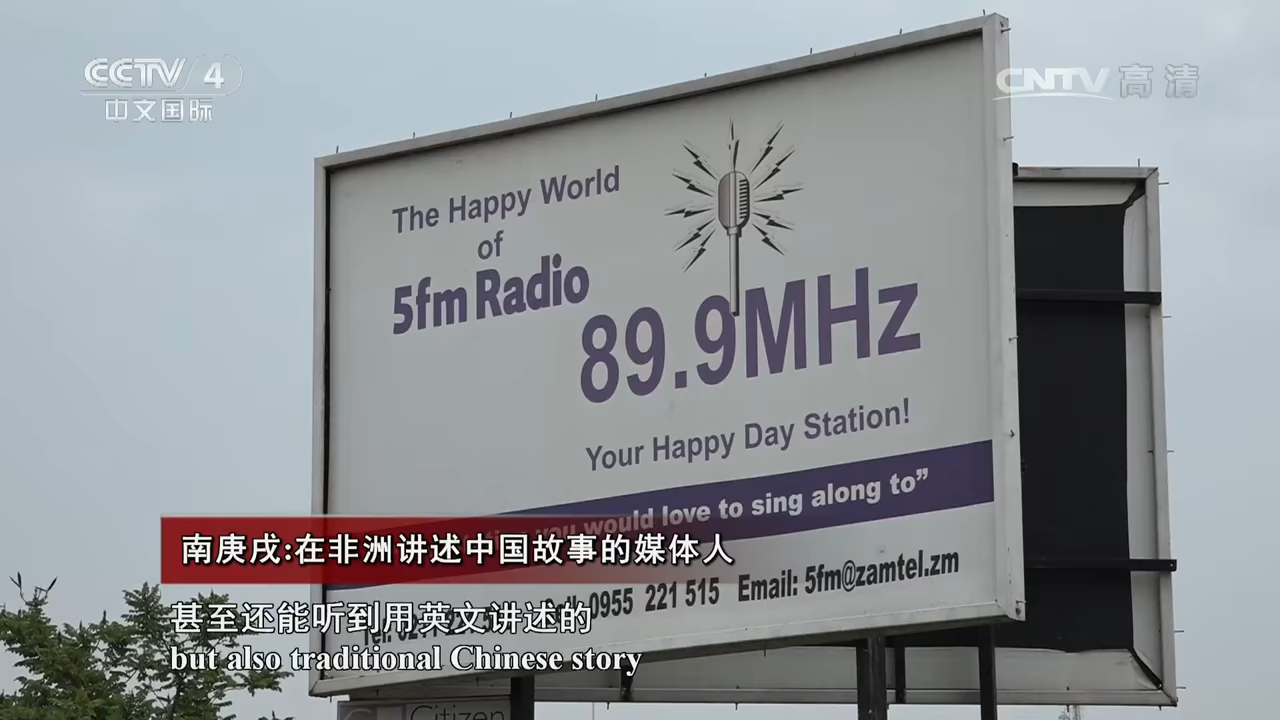 CCTV 4
中文国际
CNTV 高清
The Happy World
of
5fm Radio
89.9MHz
Your Happy Day Station!
you would love to sing along to”
0955 221 515 Email: 5fm@zamtel.zm
南庚戌:在非洲讲述中国故事的媒体人
甚至还能听到用英文讲述的
but also traditional Chinese story
Citizen